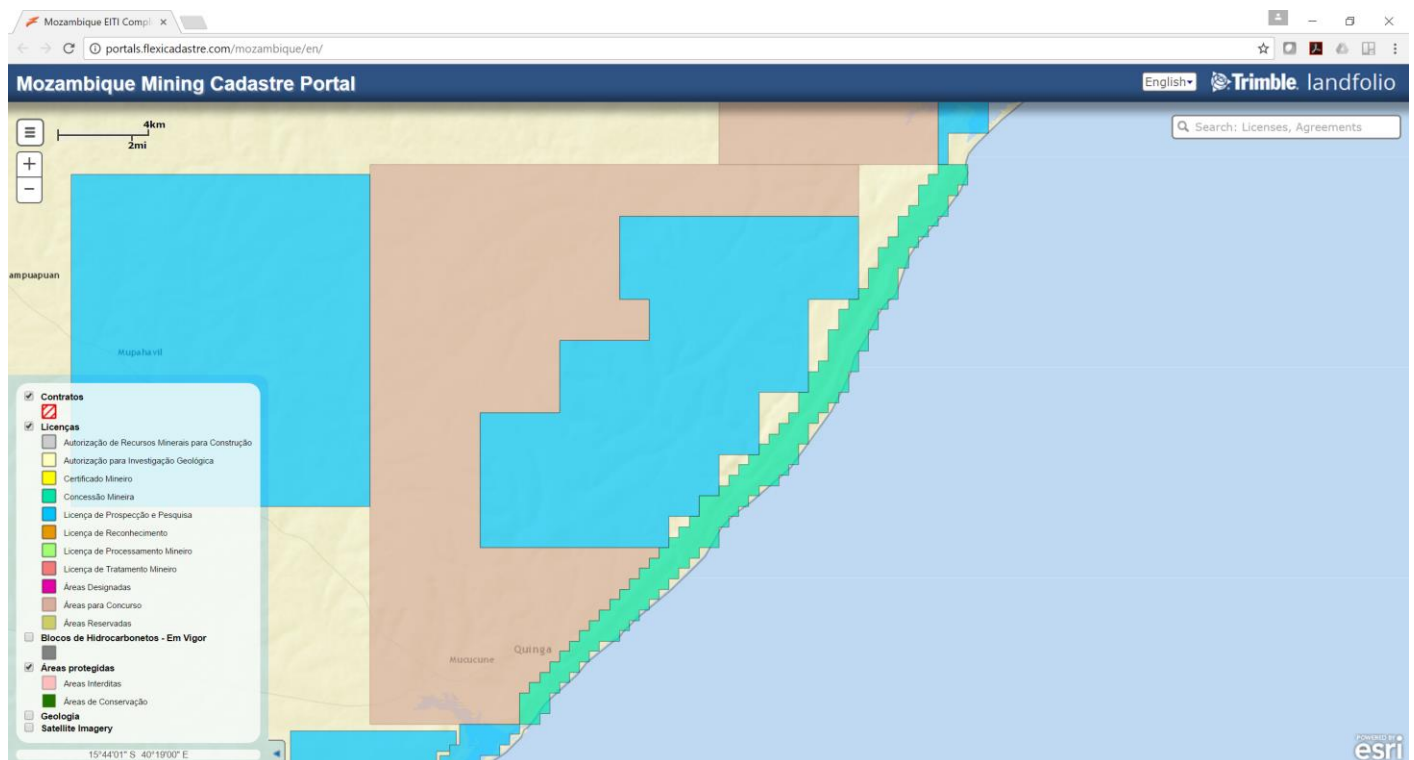 Mozambique EITI Compl
portals.flexicadastre.com/mozambique/en/
Mozambique Mining Cadastre Portal
English
Trimble. landfolio
4km
2mi
Search: Licenses, Agreements
ampuapuan
Mupahavil
Contratos
Licenças
Autorização de Recursos Minerais para Construção
Autorização para Investigação Geológica
Certificado Mineiro
Concessão Mineira
Licença de Prospecção e Pesquisa
Licença de Reconhecimento
Licença de Processamento Mineiro
Licença de Tratamento Mineiro
Áreas Designadas
Áreas para Concurso
Áreas Reservadas
Blocos de Hidrocarbonetos - Em Vigor
Áreas protegidas
Areas Interditas
Áreas de Conservação
Geologia
Satellite Imagery
Quinga
Mucucune
15°44'01" S 40°19'00" E
POWERED BY
esri